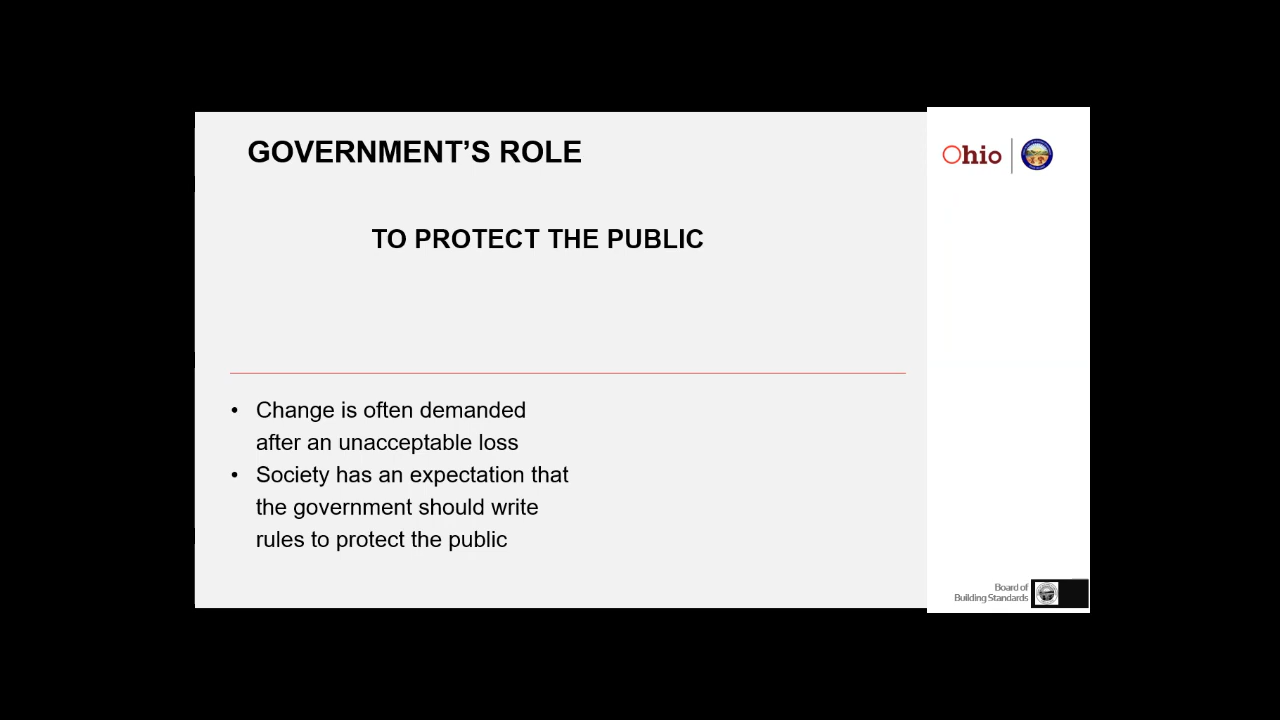 GOVERNMENT’S ROLE
TO PROTECT THE PUBLIC
• Change is often demanded
after an unacceptable loss
• Society has an expectation that
the government should write
rules to protect the public
Ohio
Board of
Building Standards